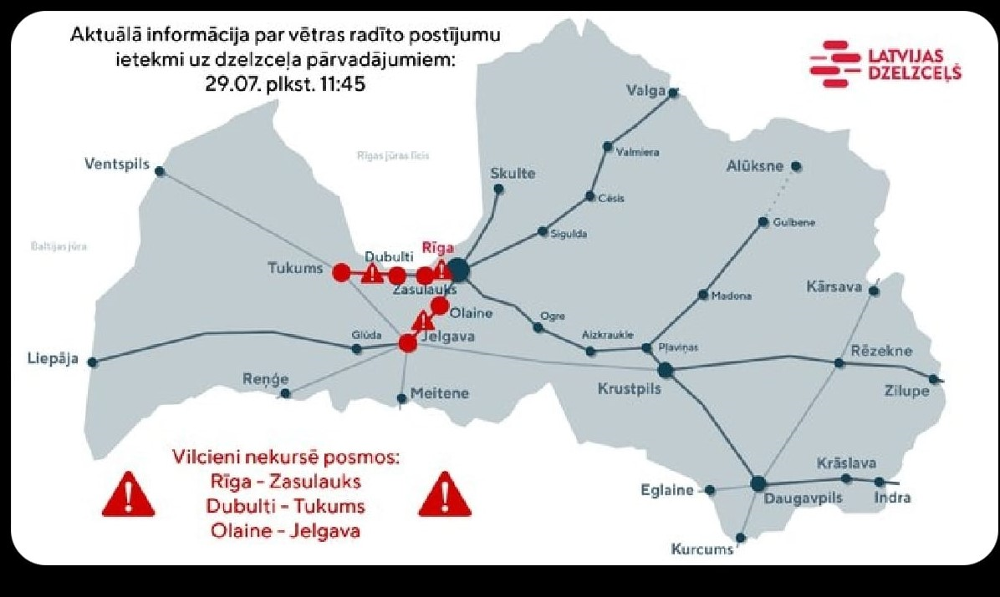 Aktuālā informācija par vētras radīto postījumu
ietekmi uz dzelzceļa pārvadājumiem:
29.07. plkst. 11:45
LATVIJAS
DZELZCEĻŠ
Valga
Valmiera
Ventspils
Rīgas jūras līcis
Alūksne
Skulte
Cēsis
Gulbene
Sigulda
Baltijas jūra
Rīga
Dubulti
Tukums
Zasulauks
Kārsava
Madona
Olaine
Ogre
Glūda
Jelgava
Aizkraukle
Pļaviņas
Rēzekne
Liepāja
Reņģe
Meitene
Krustpils
Zilupe
Vilcieni nekursē posmos:
Rīga - Zasulauks
Dubulti - Tukums
Olaine - Jelgava
Krāslava
Eglaine
Daugavpils
Indra
Kurcums